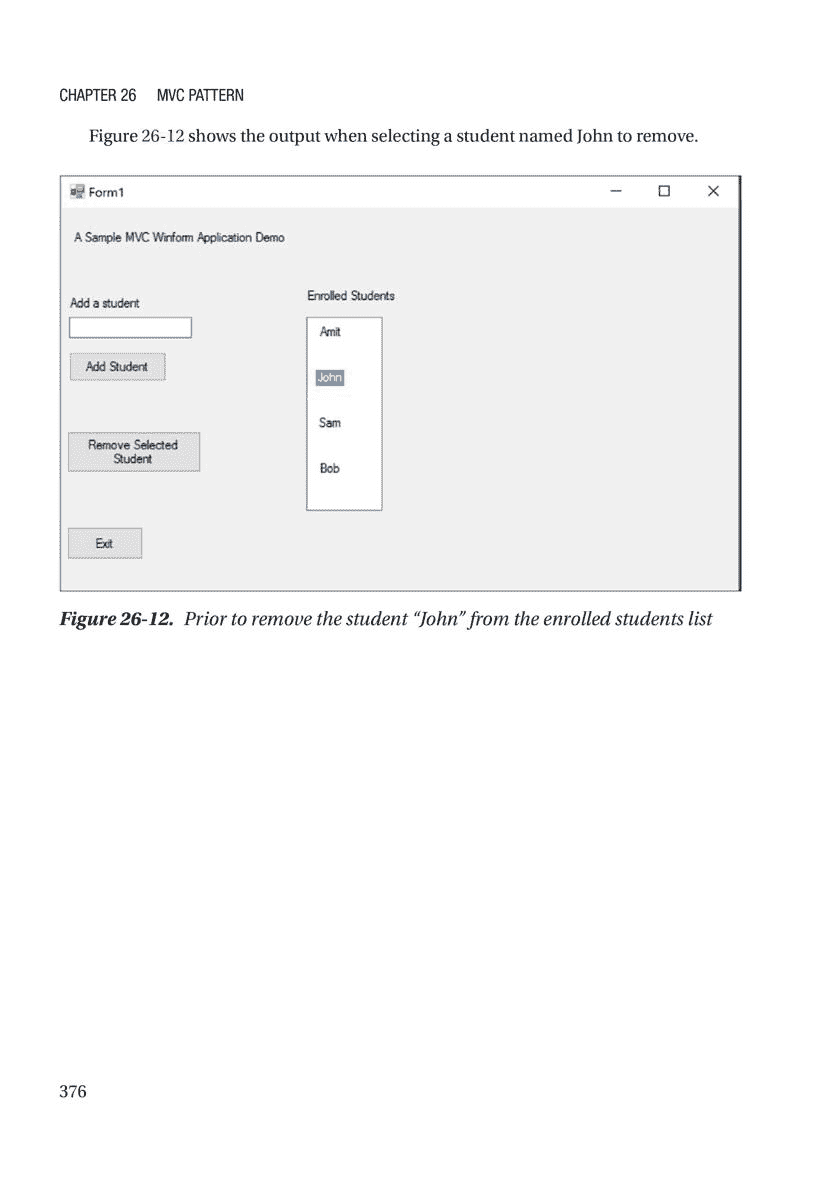 CHAPTER 26 MVC PATTERN
Figure 26-12 shows the output when selecting a student named John to remove.
Form1
A Sample MVC Winform Application Demo
Add a student
Add Student
Remove Selected
Student
Exit
Enrolled Students
Amit
John
Sam
Bob
Figure 26-12. Prior to remove the student “John” from the enrolled students list
376